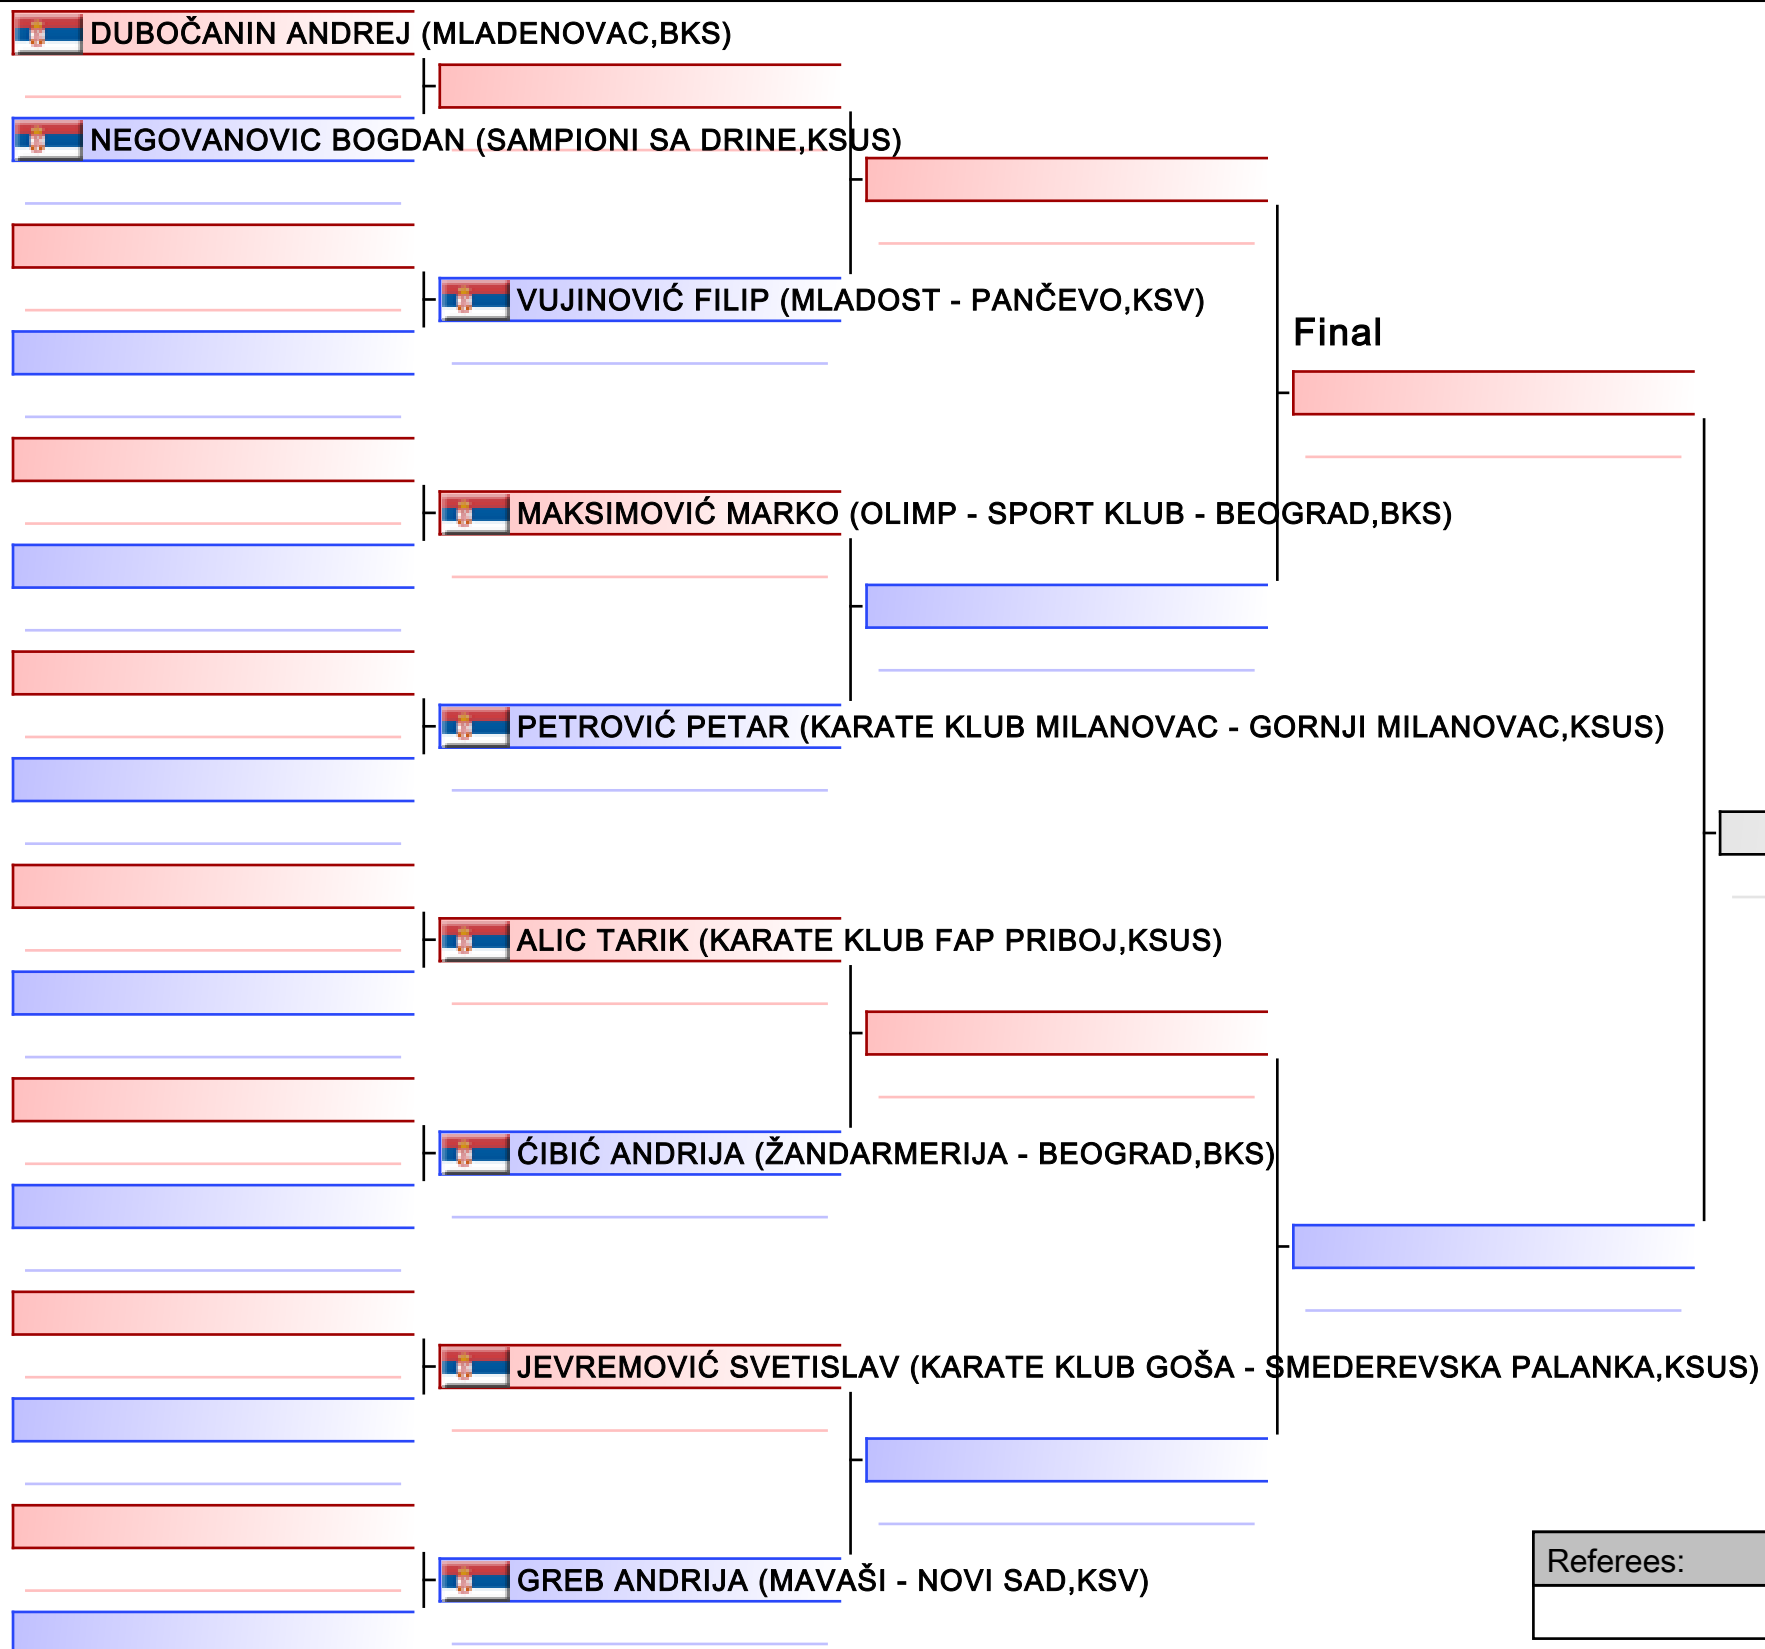 DUBOČANIN ANDREJ (MLADENOVAC,BKS)
NEGOVANOVIC BOGDAN (SAMPIONI SA DRINE,KSUS)
VUJINOVIĆ FILIP (MLADOST - PANČEVO,KSV)
Final
MAKSIMOVIĆ MARKO (OLIMP - SPORT KLUB - BEOGRAD,BKS)
PETROVIĆ PETAR (KARATE KLUB MILANOVAC - GORNJI MILANOVAC,KSUS)
ALIC TARIK (KARATE KLUB FAP PRIBOJ,KSUS)
ĆIBIĆ ANDRIJA (ŽANDARMERIJA - BEOGRAD,BKS)
JEVREMOVIĆ SVETISLAV (KARATE KLUB GOŠA - SMEDEREVSKA PALANKA,KSUS)
Referees:
GREB ANDRIJA (MAVAŠI - NOVI SAD,KSV)